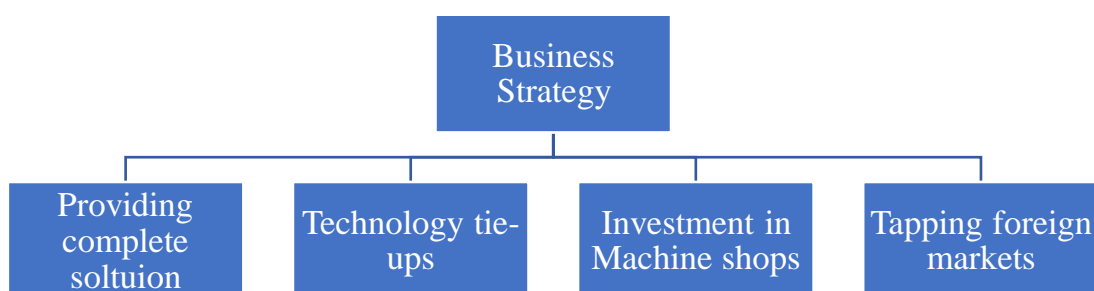 Business
Strategy
Providing
complete
soltuion
Technology tie-
ups
Investment in
Machine shops
Tapping foreign
markets